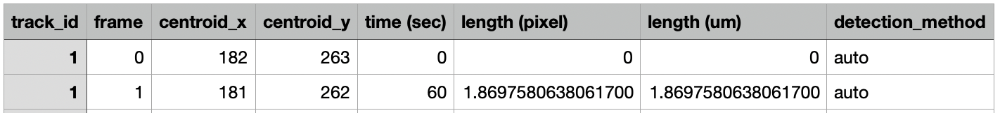 track_id frame centroid_x centroid_y time (sec) length (pixel) length (um) detection_method
1 0 182 263 0 0 0 auto
1 1 181 262 60 1.8697580638061700 1.8697580638061700 auto